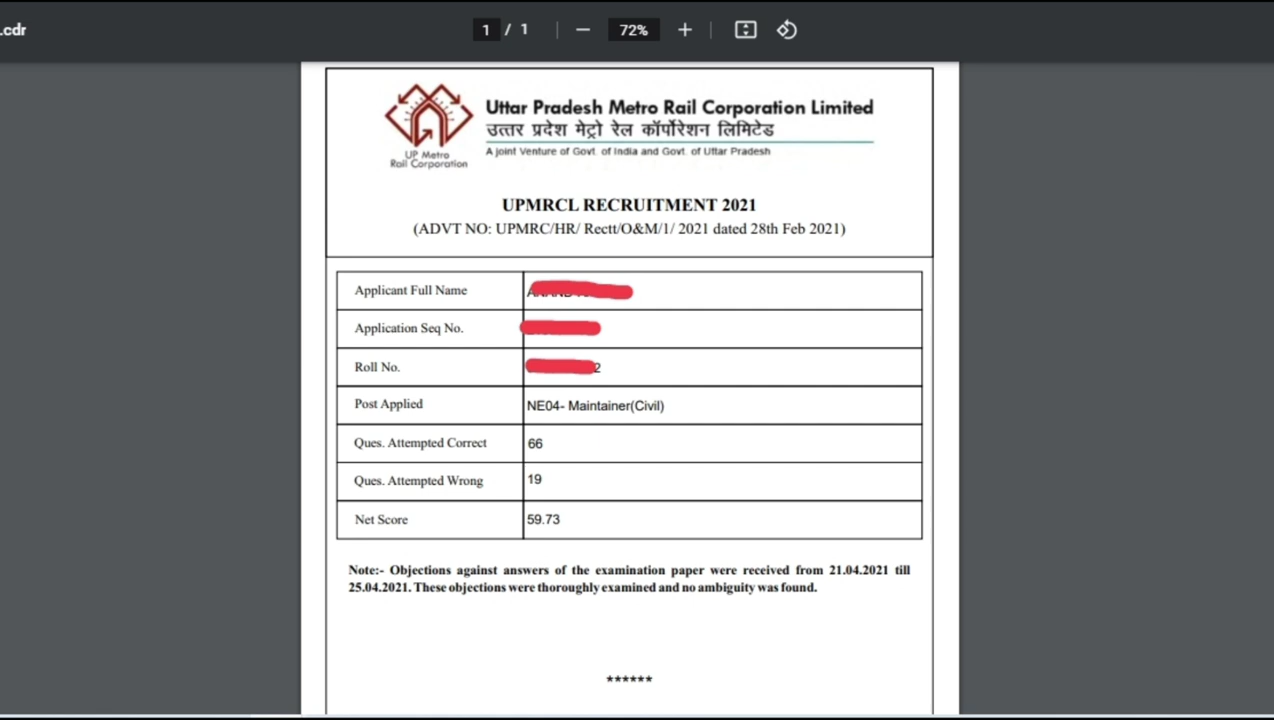 .cdr
1 / 1
72%
Uttar Pradesh Metro Rail Corporation Limited
उत्तर प्रदेश मेट्रो रेल कॉर्पोरेशन लिमिटेड
A joint Venture of Govt. of India and Govt. of Uttar Pradesh
UP Metro
Rail Corporation
UPMRCL RECRUITMENT 2021
(ADVT NO: UPMRC/HR/ Rectt/O&M/1/ 2021 dated 28th Feb 2021)
Applicant Full Name
Application Seq No.
Roll No. 2
Post Applied NE04- Maintainer(Civil)
Ques. Attempted Correct 66
Ques. Attempted Wrong 19
Net Score 59.73
Note:- Objections against answers of the examination paper were received from 21.04.2021 till
25.04.2021. These objections were thoroughly examined and no ambiguity was found.
******